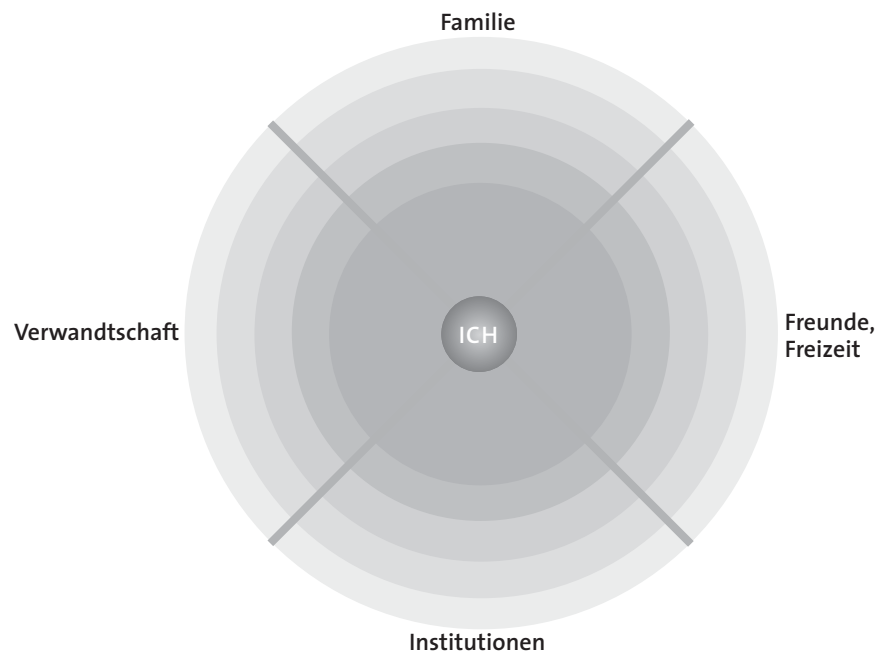 Familie
Verwandtschaft
ICH
Freunde,
Freizeit
Institutionen